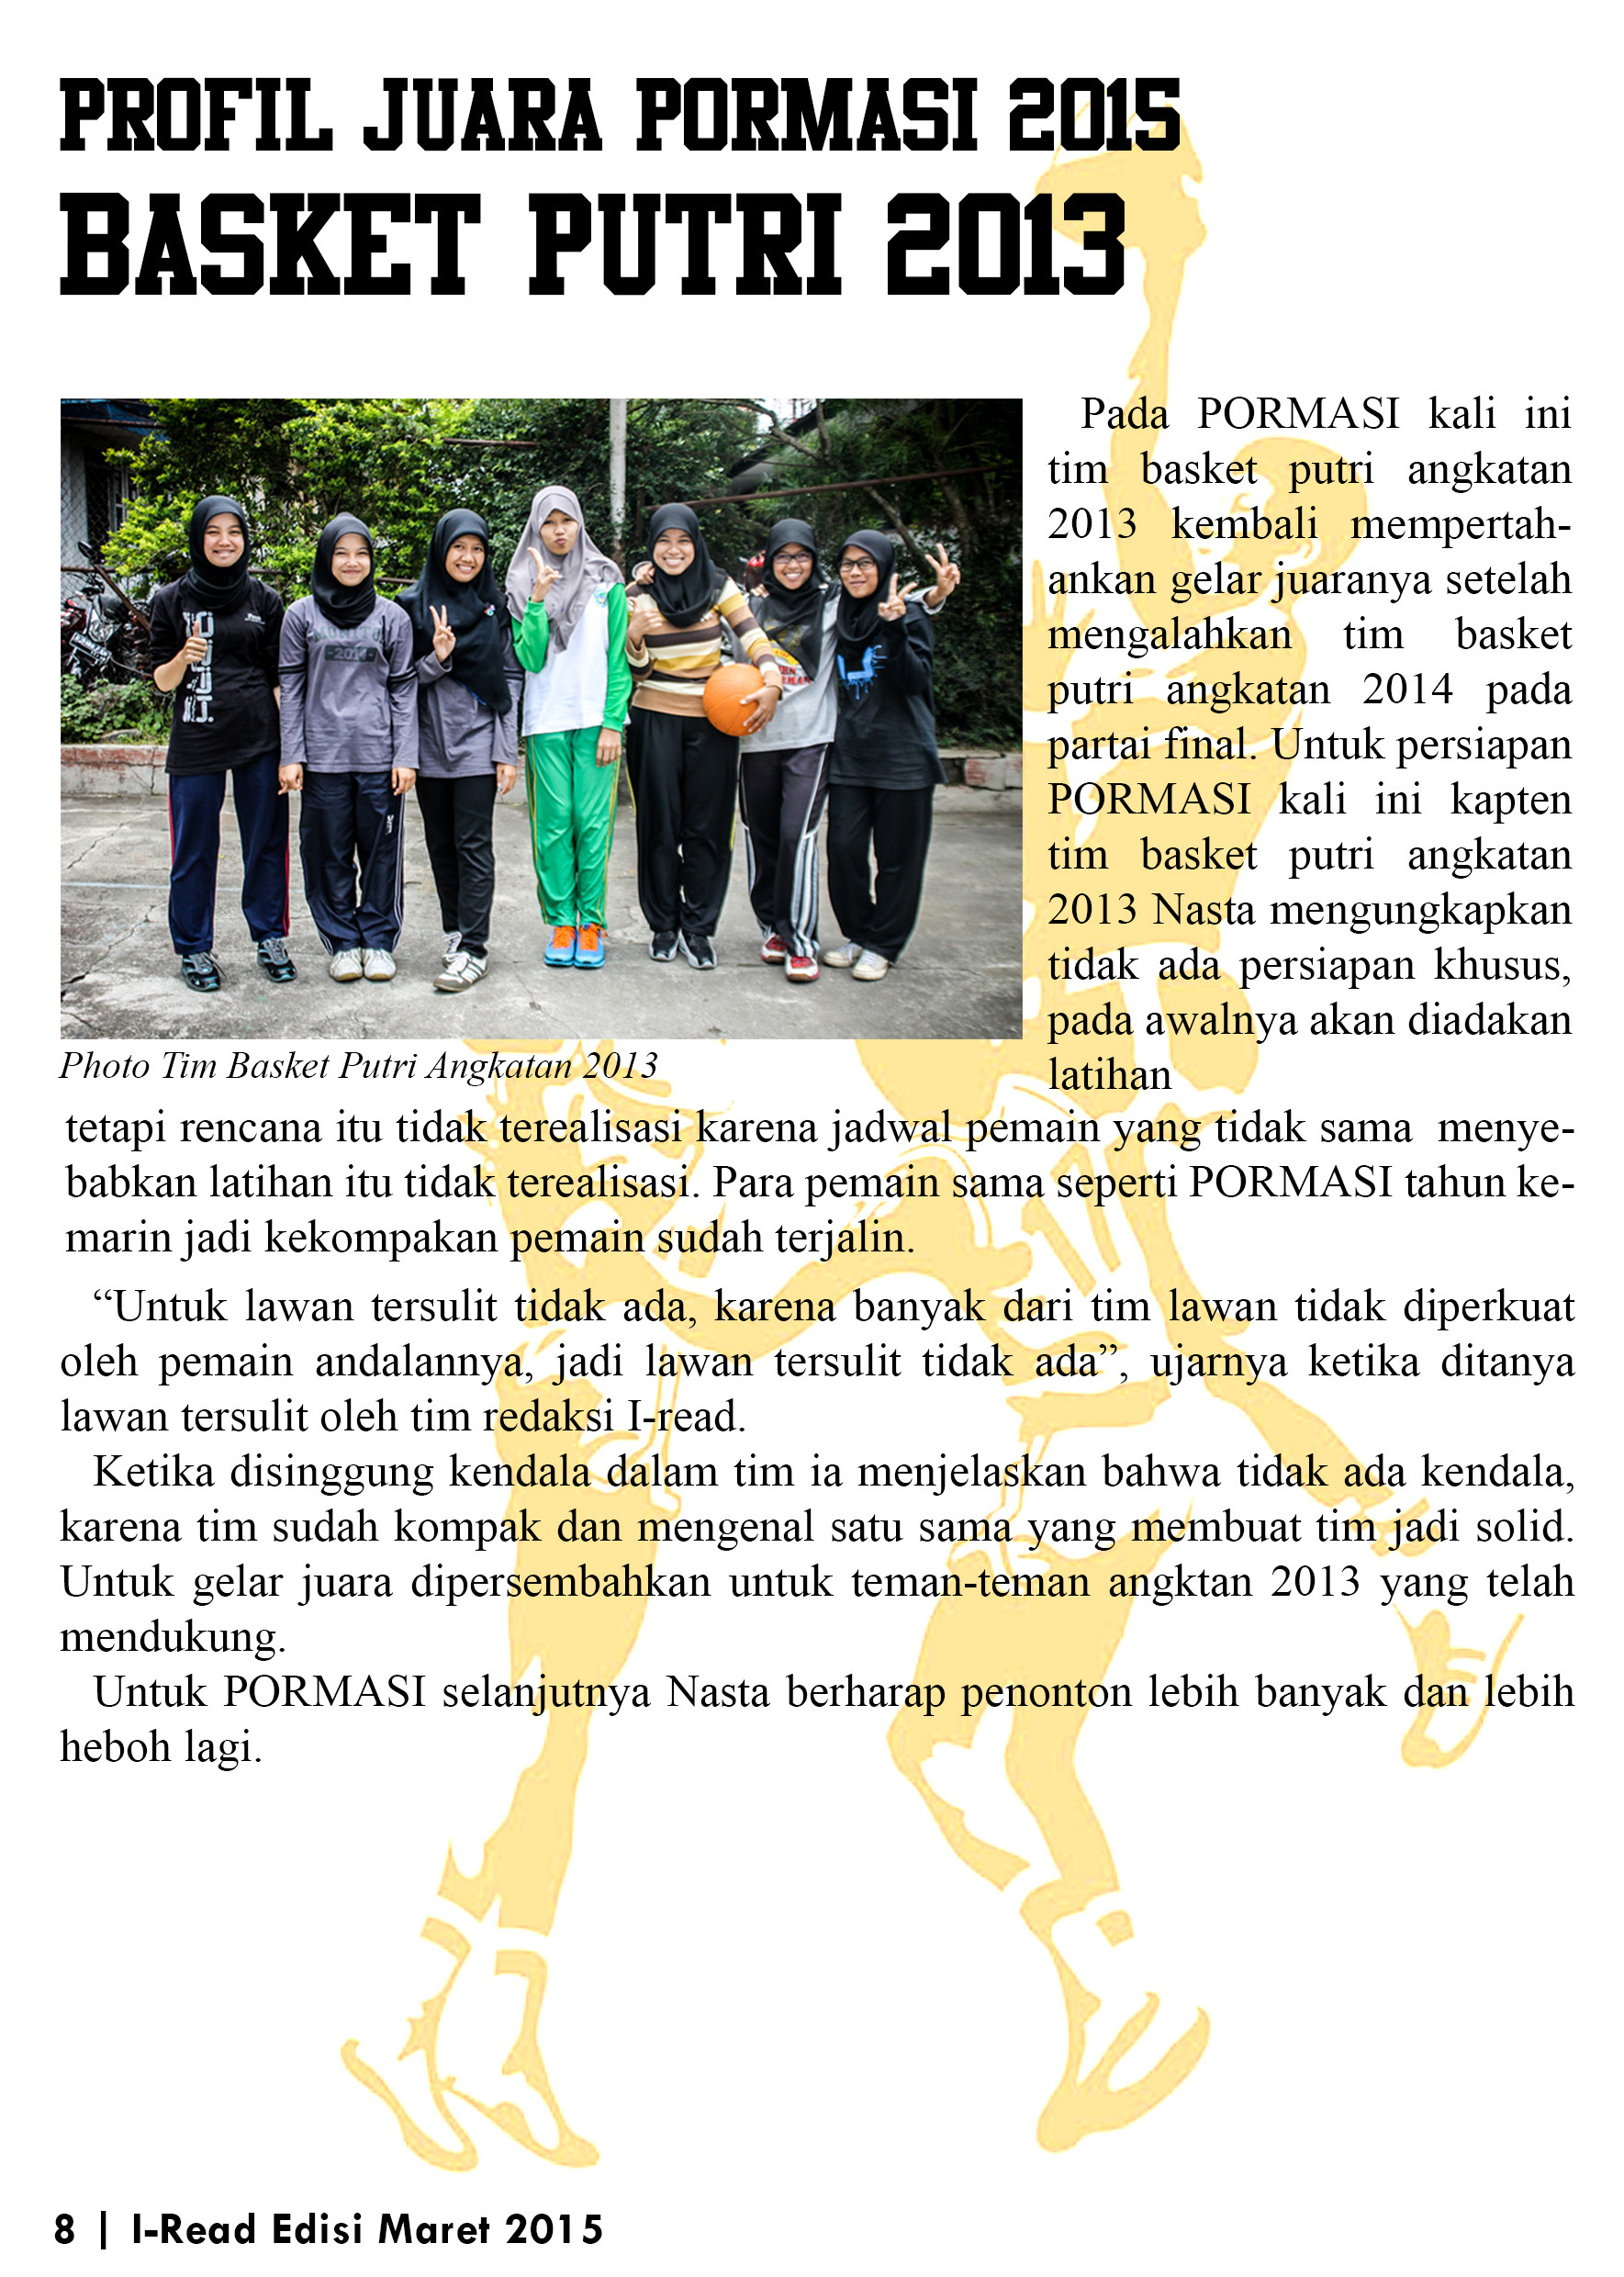 PROFIL JUARA PORMASI 2015
BASKET PUTRI 2013
Pada PORMASI kali ini
tim basket putri angkatan
2013 kembali mempertah-
ankan gelar juaranya setelah
mengalahkan tim basket
putri angkatan 2014 pada
partai final. Untuk persiapan
PORMASI kali ini kapten
tim basket putri angkatan
2013 Nasta mengungkapkan
tidak ada persiapan khusus,
pada awalnya akan diadakan
latihan
Photo Tim Basket Putri Angkatan 2013
tetapi rencana itu tidak terealisasi karena jadwal pemain yang tidak sama menye-
babkan latihan itu tidak terealisasi. Para pemain sama seperti PORMASI tahun ke-
marin jadi kekompakan pemain sudah terjalin.
“Untuk lawan tersulit tidak ada, karena banyak dari tim lawan tidak diperkuat
oleh pemain andalannya, jadi lawan tersulit tidak ada”, ujarnya ketika ditanya
lawan tersulit oleh tim redaksi I-read.
Ketika disinggung kendala dalam tim ia menjelaskan bahwa tidak ada kendala,
karena tim sudah kompak dan mengenal satu sama yang membuat tim jadi solid.
Untuk gelar juara dipersembahkan untuk teman-teman angktan 2013 yang telah
mendukung.
Untuk PORMASI selanjutnya Nasta berharap penonton lebih banyak dan lebih
heboh lagi.
17
8 | I-Read Edisi Maret 2015